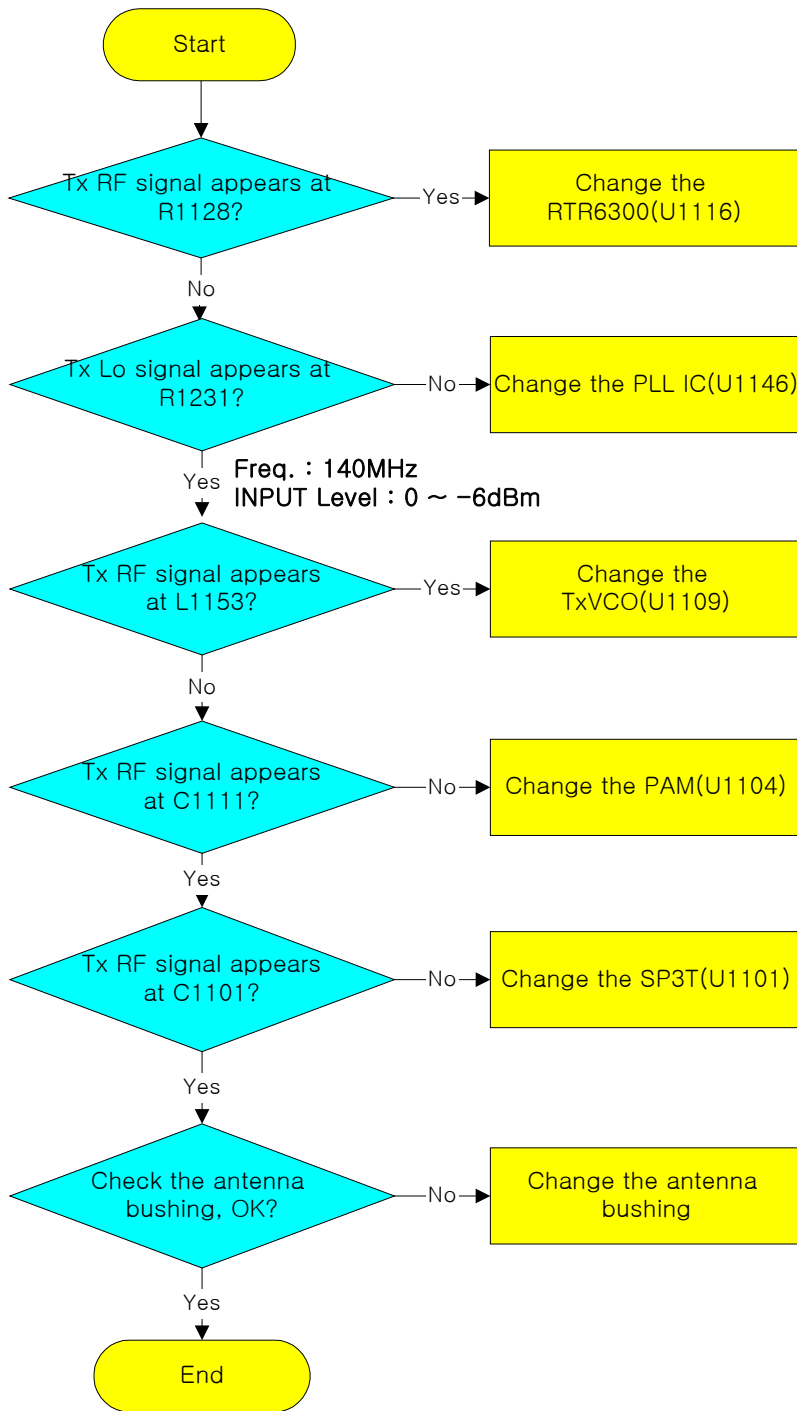 Start
Tx RF signal appears at
R1128?
Yes
Change the
RTR6300(U1116)
No
Tx Lo signal appears at
R1231?
No
Change the PLL IC(U1146)
Yes
Freq. : 140MHz
INPUT Level : 0 ~ -6dBm
Tx RF signal appears
at L1153?
Yes
Change the
TxVCO(U1109)
No
Tx RF signal appears
at C1111?
No
Change the PAM(U1104)
Yes
Tx RF signal appears
at C1101?
No
Change the SP3T(U1101)
Yes
Check the antenna
bushing, OK?
No
Change the antenna
bushing
Yes
End